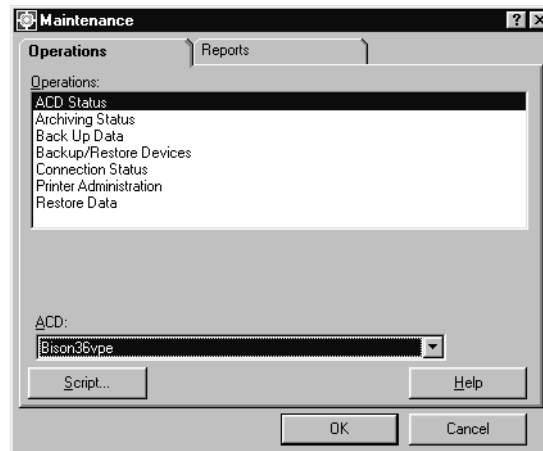 Maintenance
Operations
Reports
Operations:
ACD Status
Archiving Status
Back Up Data
Backup/Restore Devices
Connection Status
Printer Administration
Restore Data
ACD:
Bison36vpe
Script...
Help
OK
Cancel